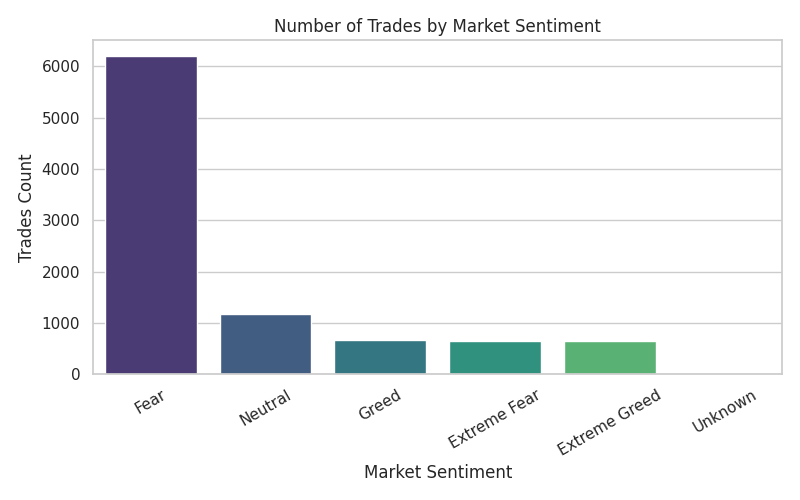 Number of Trades by Market Sentiment
Trades Count
6000
5000
4000
3000
2000
1000
0
Fear
Neutral
Greed
Extreme Fear
Extreme Greed
Unknown
Market Sentiment